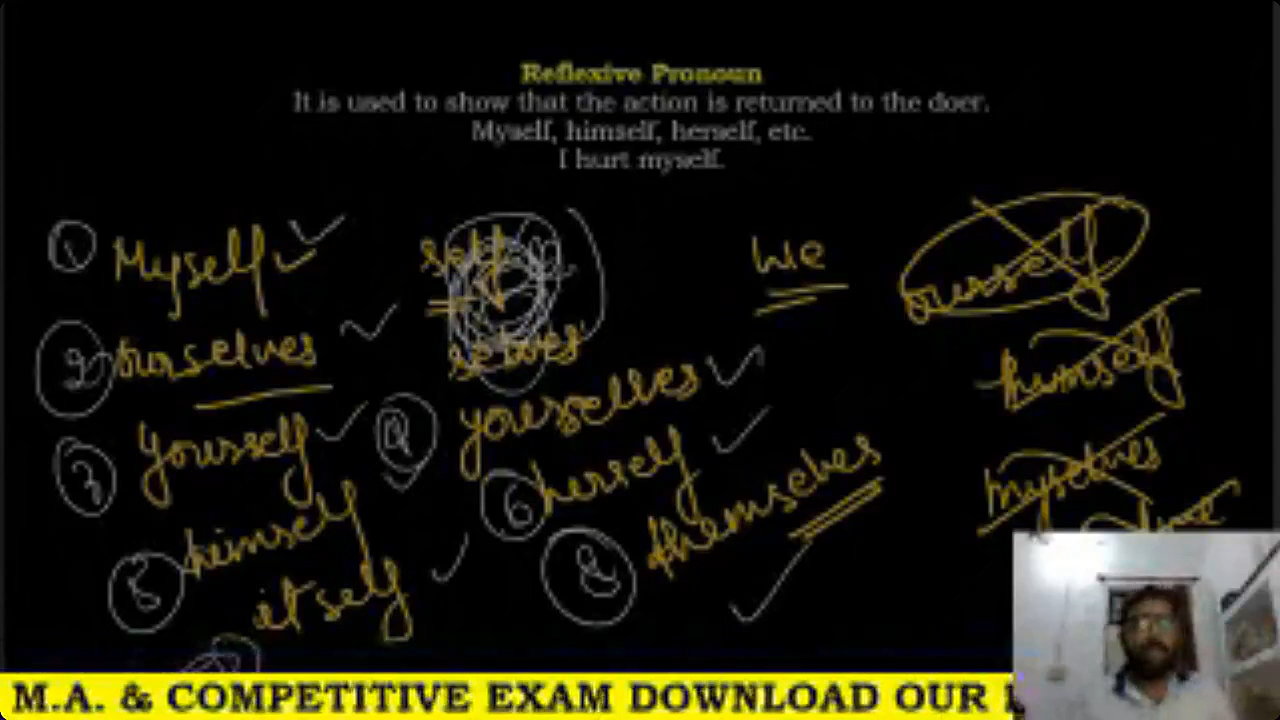 Reflexive Pronoun
It is used to show that the action is returned to the doer.
Myself, himself, herself, etc.
I hurt myself.
1 Myself self we ourself
2 ourselves selves
3 yourself 4 yourselves
5 himself 6 herself myselves
itself 8 themselves
M.A. & COMPETITIVE EXAM DOWNLOAD OUR